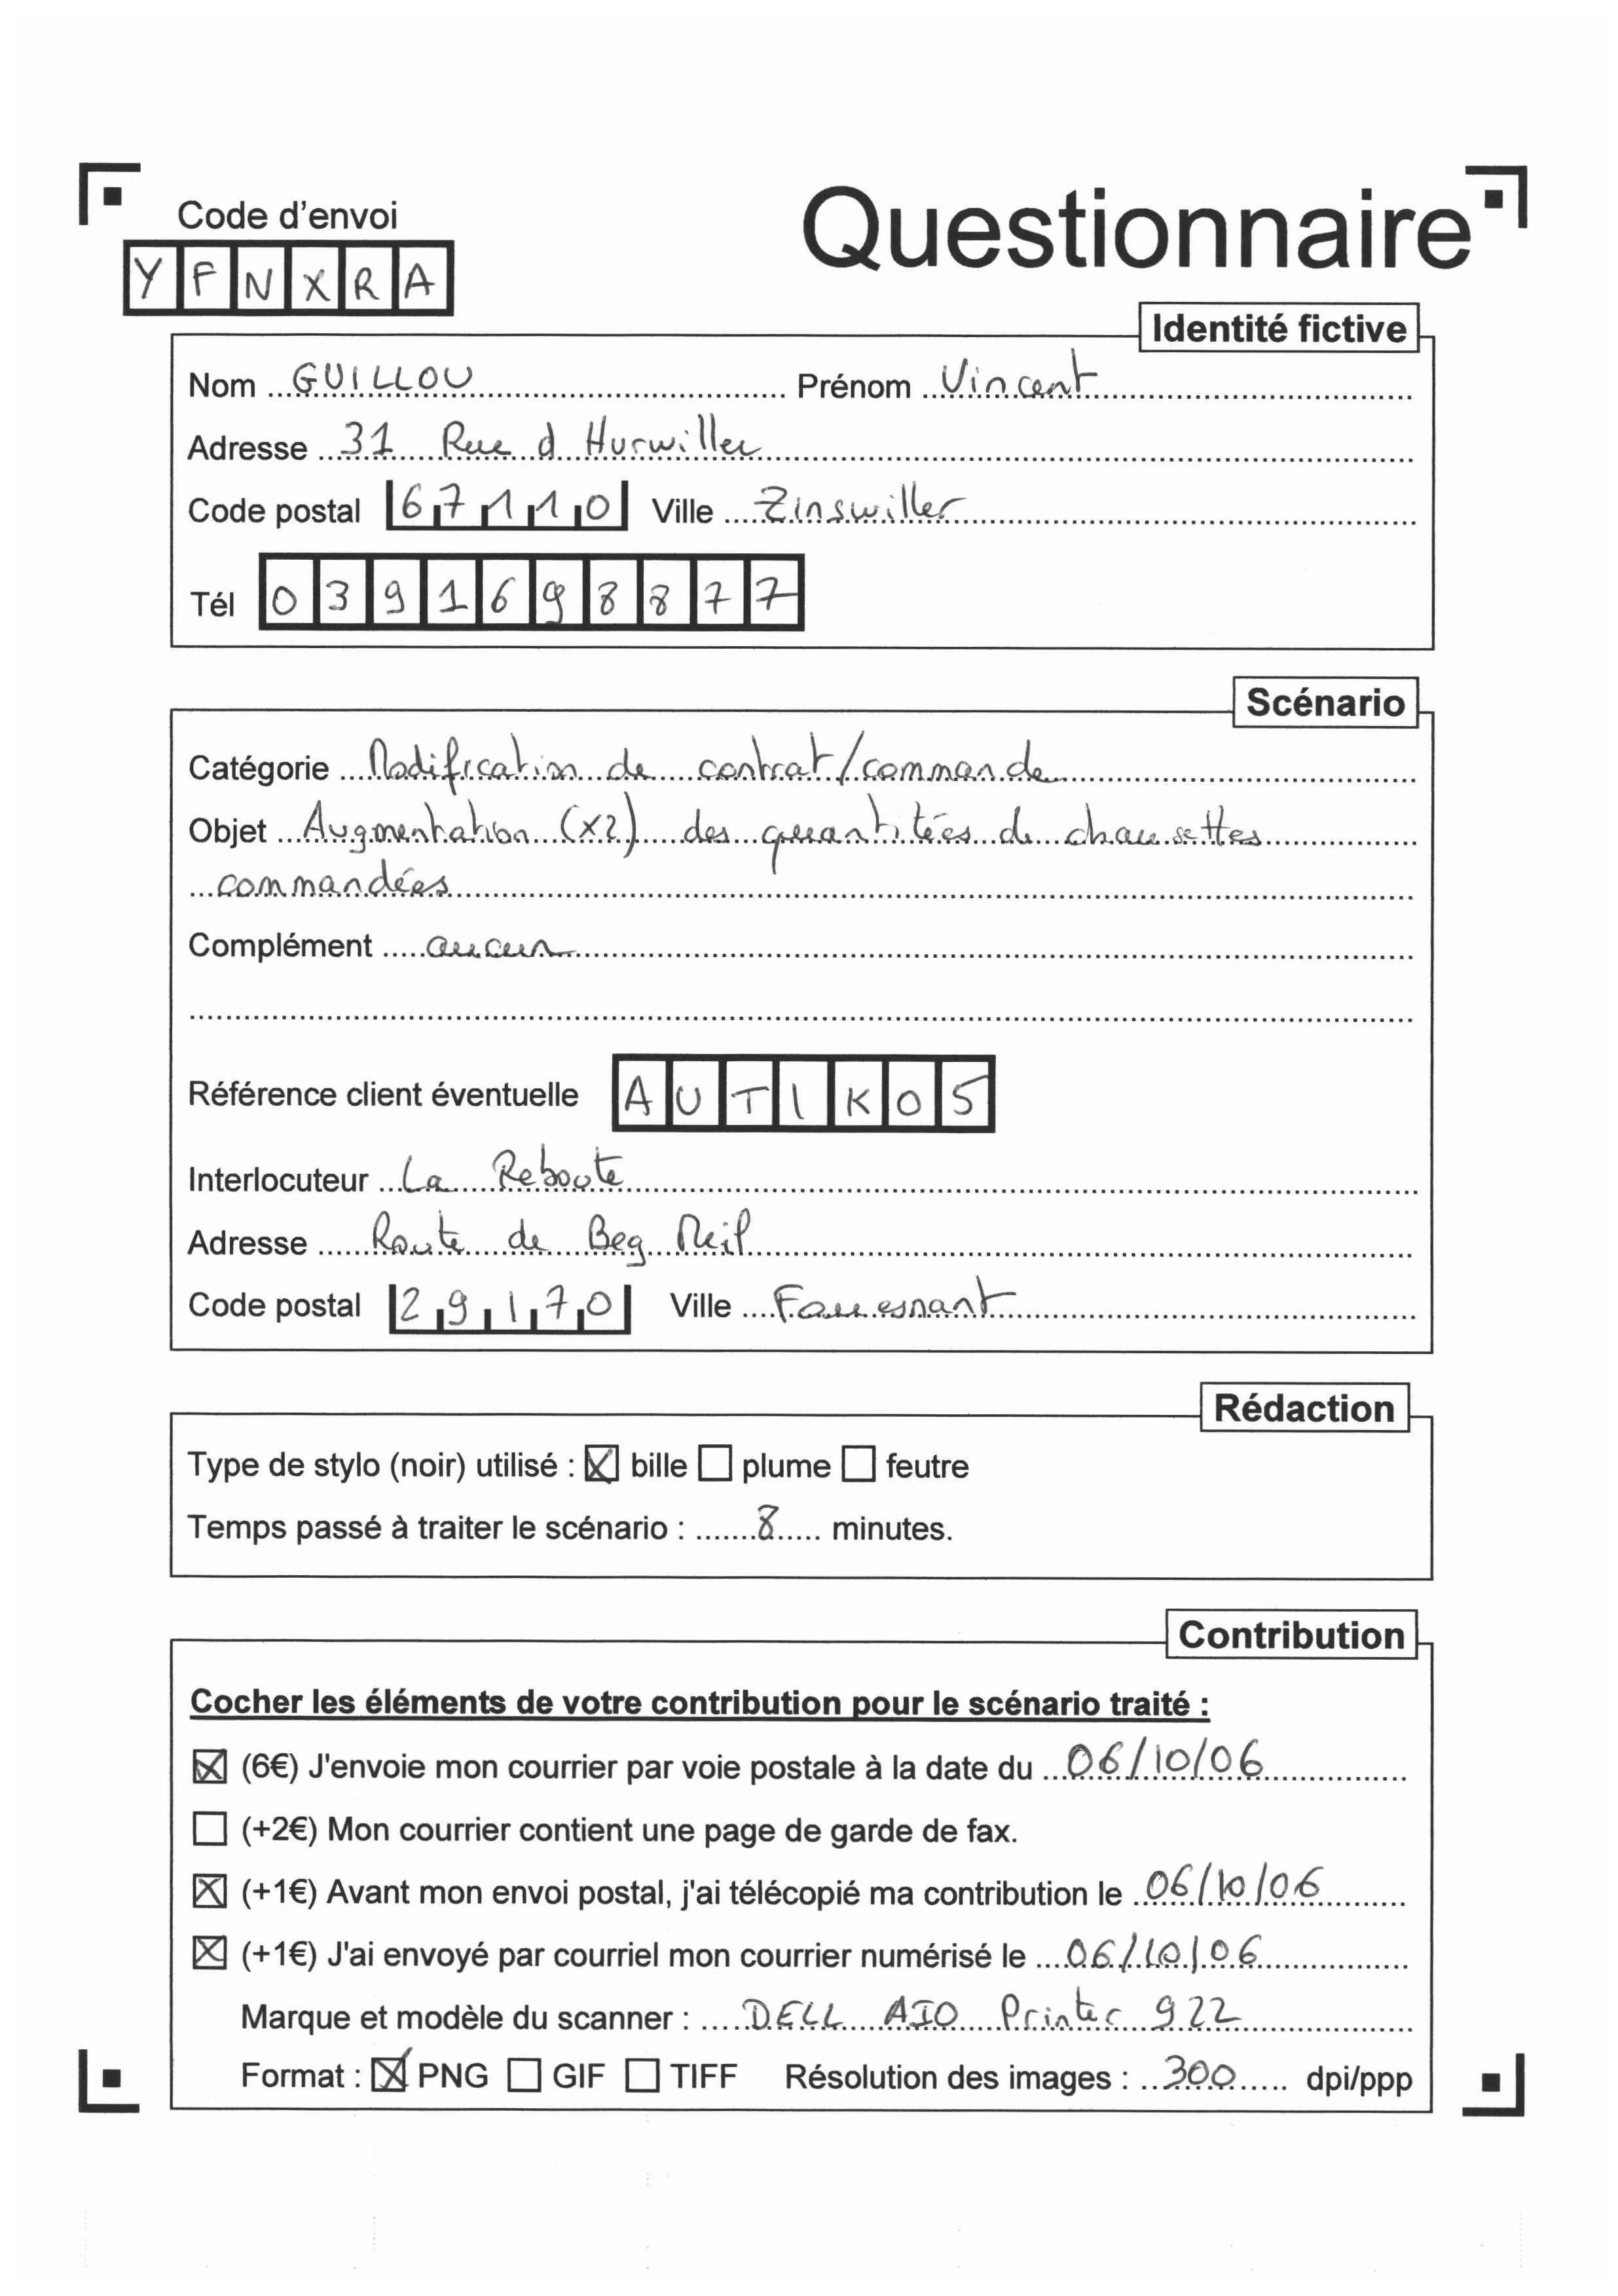 Code d'envoi
Questionnaire
YFNXRA
Identité fictive
Nom GUILLOU Prénom Vincent
Adresse 31 Rue d Hurwiller
Code postal 67110 Ville Zinswiller
Tél 0391698877
Scénario
Catégorie Modification de contrat/commande
Objet Augmentation (x2) des quantitées de chaussettes
commandées
Complément aucun
Référence client éventuelle AUTIKO5
Interlocuteur La Reboute
Adresse Route de Beg Meil
Code postal 29170 Ville Fouesnant
Rédaction
Type de stylo (noir) utilisé : ☒ bille ☐ plume ☐ feutre
Temps passé à traiter le scénario : 8 minutes.
Contribution
Cocher les éléments de votre contribution pour le scénario traité :
☒ (6€) J'envoie mon courrier par voie postale à la date du 06/10/06
☐ (+2€) Mon courrier contient une page de garde de fax.
☒ (+1€) Avant mon envoi postal, j'ai télécopié ma contribution le 06/10/06
☒ (+1€) J'ai envoyé par courriel mon courrier numérisé le 06/10/06
Marque et modèle du scanner : DELL AIO Printer 922
Format : ☒ PNG ☐ GIF ☐ TIFF Résolution des images : 300 dpi/ppp